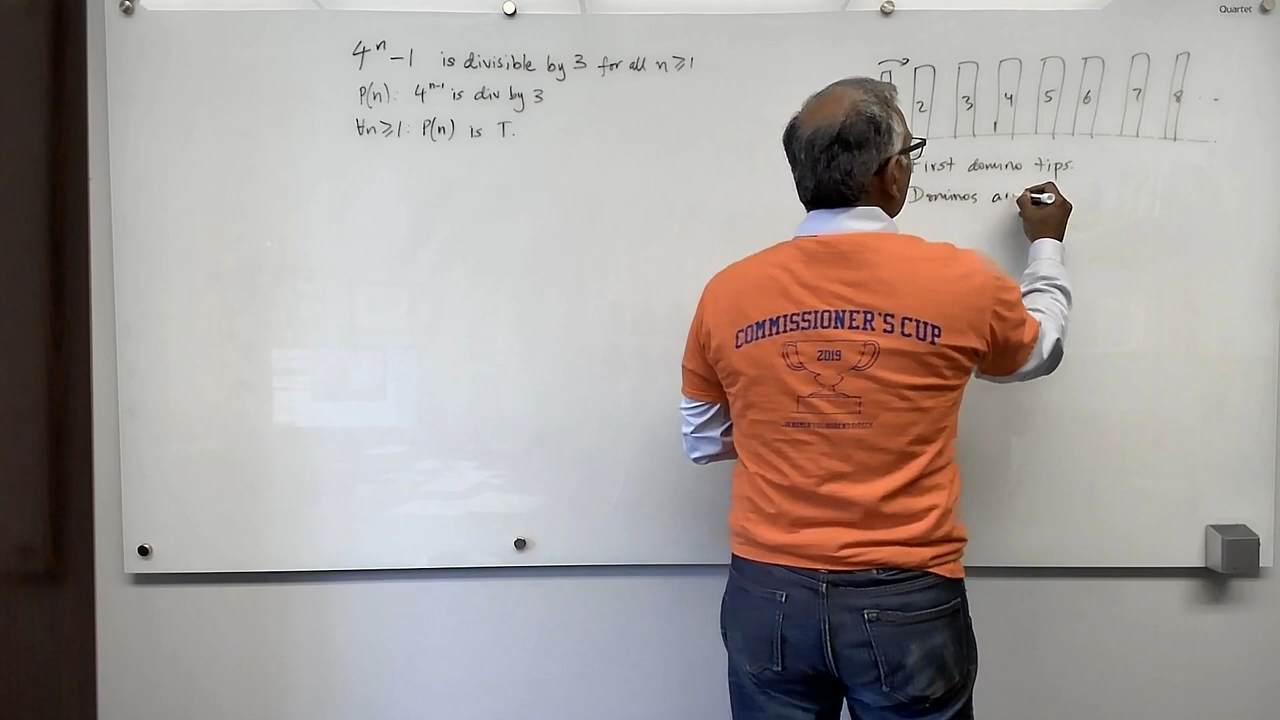 4ⁿ-1 is divisible by 3 for all n≥1
P(n): 4ⁿ⁻¹ is div by 3
∀n≥1: P(n) is T.
Quartet
2 3 4 5 6 7 8 ..
First domino tips.
Dominos
COMMISSIONER'S CUP
2019